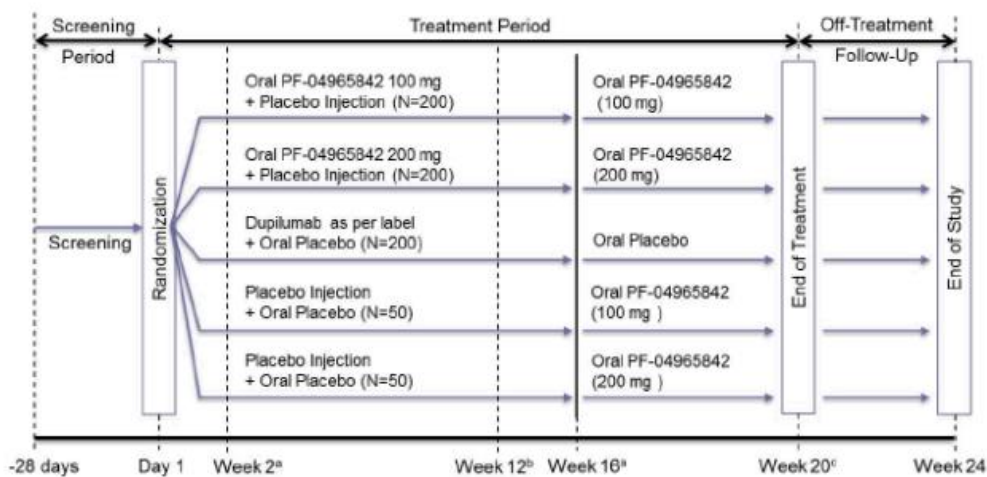 Screening
Period
Treatment Period
Off-Treatment
Follow-Up
Screening
Randomization
Oral PF-04965842 100 mg
+ Placebo Injection (N=200)
Oral PF-04965842
(100 mg)
Oral PF-04965842 200 mg
+ Placebo Injection (N=200)
Oral PF-04965842
(200 mg)
Dupilumab as per label
+ Oral Placebo (N=200)
Oral Placebo
Placebo Injection
+ Oral Placebo (N=50)
Oral PF-04965842
(100 mg )
Placebo Injection
+ Oral Placebo (N=50)
Oral PF-04965842
(200 mg )
End of Treatment
End of Study
-28 days
Day 1
Week 2ᵃ
Week 12ᵇ
Week 16ᵃ
Week 20ᶜ
Week 24